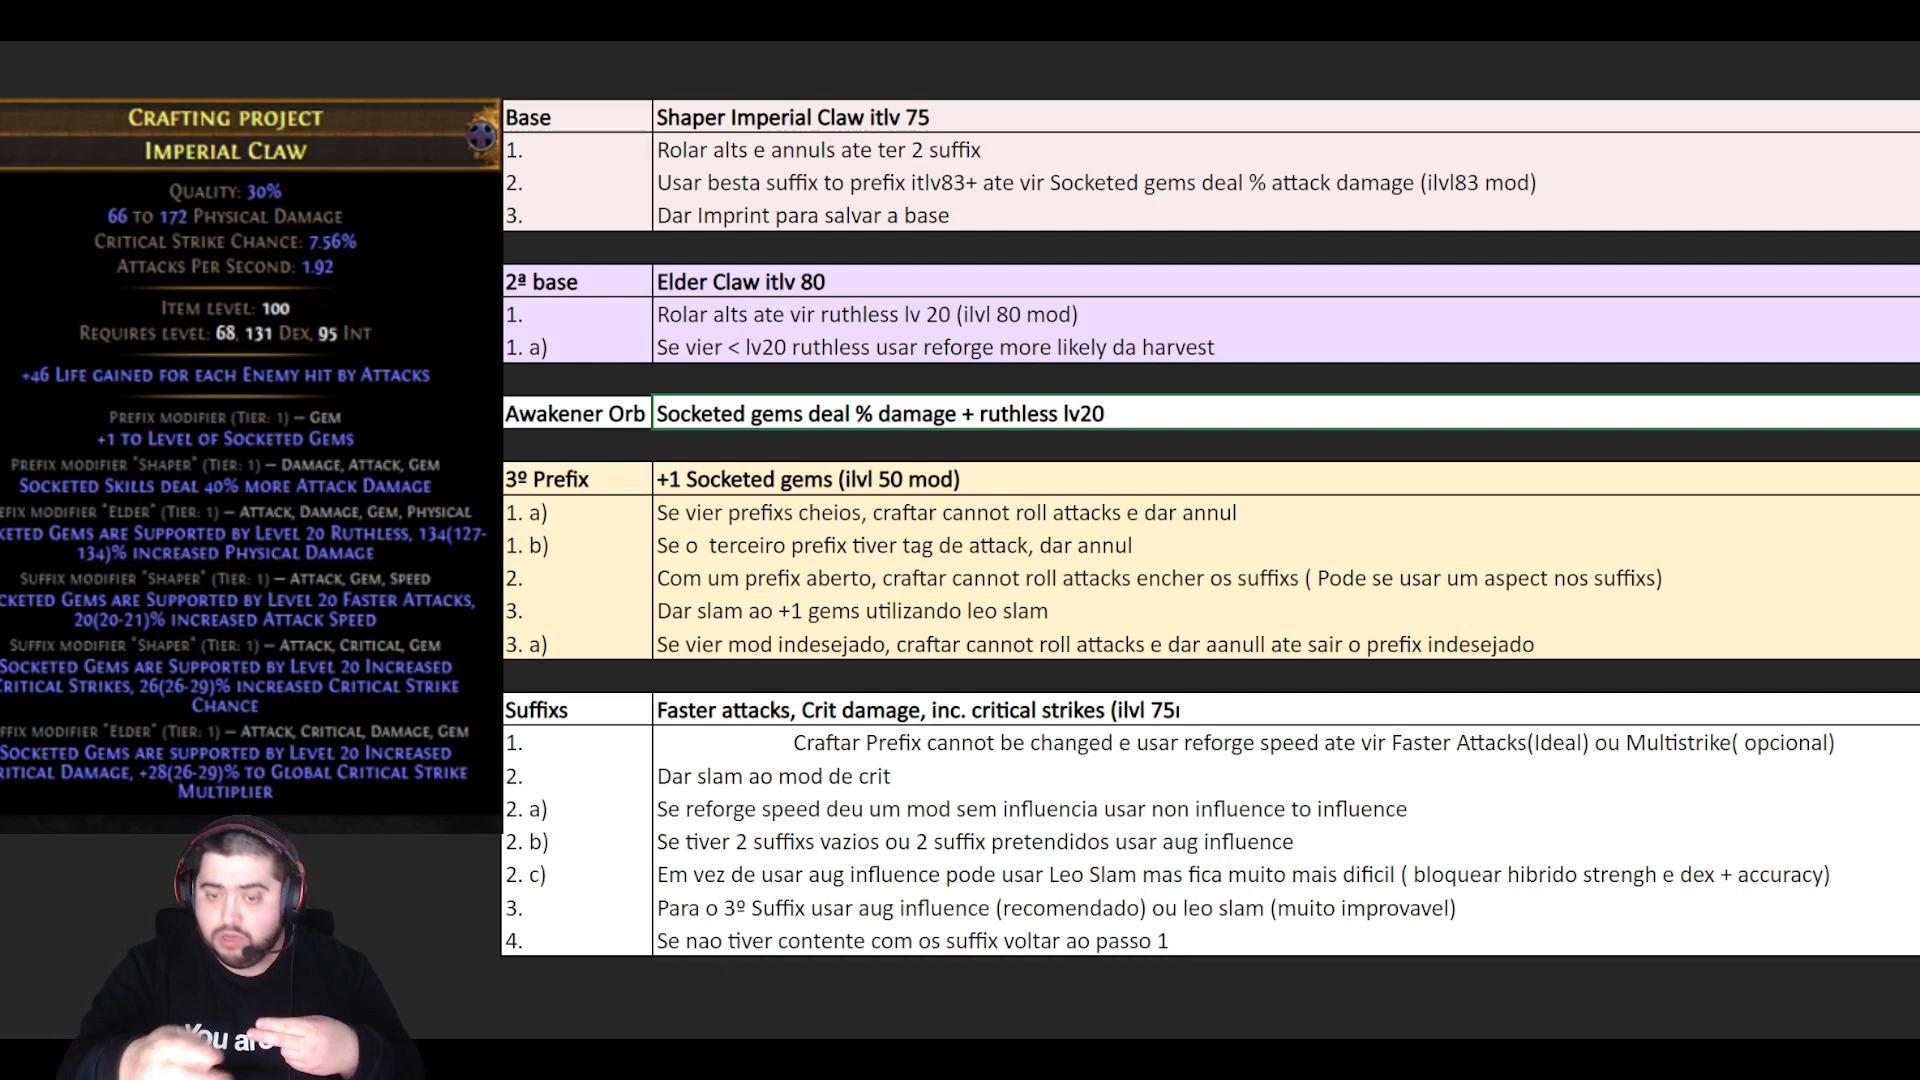 CRAFTING PROJECT
IMPERIAL CLAW
QUALITY: 30%
66 TO 172 PHYSICAL DAMAGE
CRITICAL STRIKE CHANCE: 7.56%
ATTACKS PER SECOND: 1.92
ITEM LEVEL: 100
REQUIRES LEVEL: 68, 131 DEX, 95 INT
+46 LIFE GAINED FOR EACH ENEMY HIT BY ATTACKS
PREFIX MODIFIER (TIER: 1) — GEM
+1 TO LEVEL OF SOCKETED GEMS
PREFIX MODIFIER "SHAPER" (TIER: 1) — DAMAGE, ATTACK, GEM
SOCKETED SKILLS DEAL 40% MORE ATTACK DAMAGE
EFIX MODIFIER "ELDER" (TIER: 1) — ATTACK, DAMAGE, GEM, PHYSICAL
KETED GEMS ARE SUPPORTED BY LEVEL 20 RUTHLESS, 134(127-
134)% INCREASED PHYSICAL DAMAGE
SUFFIX MODIFIER "SHAPER" (TIER: 1) — ATTACK, GEM, SPEED
CKETED GEMS ARE SUPPORTED BY LEVEL 20 FASTER ATTACKS,
20(20-21)% INCREASED ATTACK SPEED
SUFFIX MODIFIER "SHAPER" (TIER: 1) — ATTACK, CRITICAL, GEM
SOCKETED GEMS ARE SUPPORTED BY LEVEL 20 INCREASED
CRITICAL STRIKES, 26(26-29)% INCREASED CRITICAL STRIKE
CHANCE
FFIX MODIFIER "ELDER" (TIER: 1) — ATTACK, CRITICAL, DAMAGE, GEM
SOCKETED GEMS ARE SUPPORTED BY LEVEL 20 INCREASED
RITICAL DAMAGE, +28(26-29)% TO GLOBAL CRITICAL STRIKE
MULTIPLIER
Base Shaper Imperial Claw itlv 75
1. Rolar alts e annuls ate ter 2 suffix
2. Usar besta suffix to prefix itlv83+ ate vir Socketed gems deal % attack damage (ilvl83 mod)
3. Dar Imprint para salvar a base
2ª base Elder Claw itlv 80
1. Rolar alts ate vir ruthless lv 20 (ilvl 80 mod)
1. a) Se vier < lv20 ruthless usar reforge more likely da harvest
Awakener Orb Socketed gems deal % damage + ruthless lv20
3º Prefix +1 Socketed gems (ilvl 50 mod)
1. a) Se vier prefixs cheios, craftar cannot roll attacks e dar annul
1. b) Se o  terceiro prefix tiver tag de attack, dar annul
2. Com um prefix aberto, craftar cannot roll attacks encher os suffixs ( Pode se usar um aspect nos suffixs)
3. Dar slam ao +1 gems utilizando leo slam
3. a) Se vier mod indesejado, craftar cannot roll attacks e dar aanull ate sair o prefix indesejado
Suffixs Faster attacks, Crit damage, inc. critical strikes (ilvl 75
1. Craftar Prefix cannot be changed e usar reforge speed ate vir Faster Attacks(Ideal) ou Multistrike( opcional)
2. Dar slam ao mod de crit
2. a) Se reforge speed deu um mod sem influencia usar non influence to influence
2. b) Se tiver 2 suffixs vazios ou 2 suffix pretendidos usar aug influence
2. c) Em vez de usar aug influence pode usar Leo Slam mas fica muito mais dificil ( bloquear hibrido strengh e dex + accuracy)
3. Para o 3º Suffix usar aug influence (recomendado) ou leo slam (muito improvavel)
4. Se nao tiver contente com os suffix voltar ao passo 1
You are